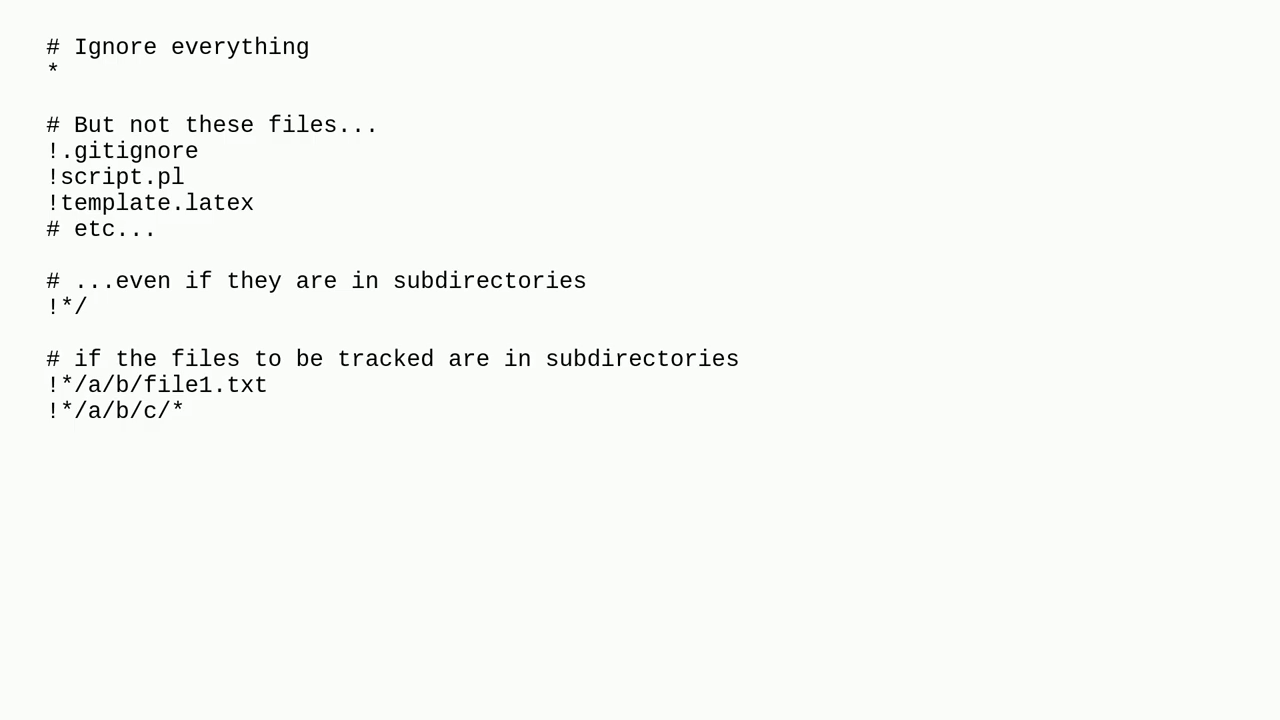 # Ignore everything
*
# But not these files...
!.gitignore
!script.pl
!template.latex
# etc...
# ...even if they are in subdirectories
!*/
# if the files to be tracked are in subdirectories
!*/a/b/file1.txt
!*/a/b/c/*